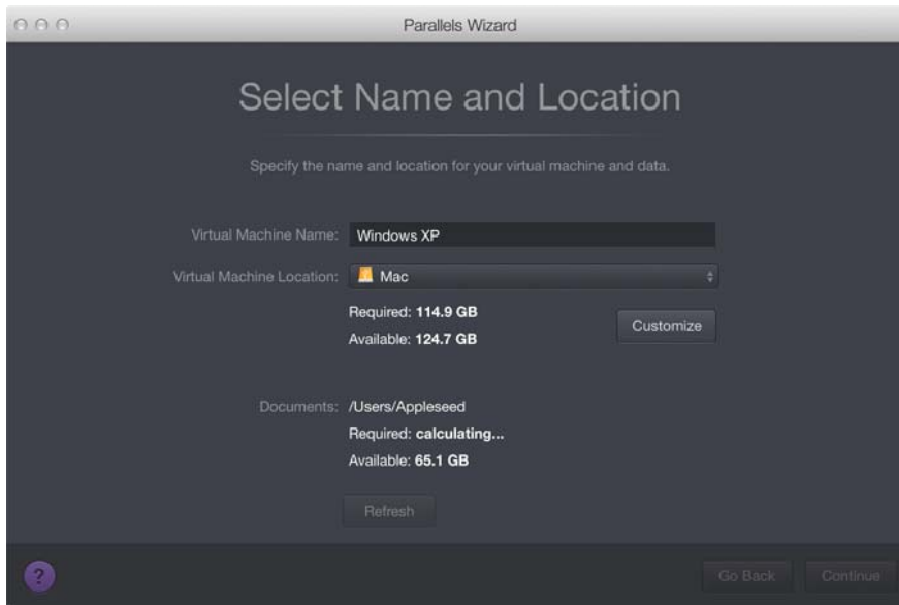 Parallels Wizard
Select Name and Location
Specify the name and location for your virtual machine and data.
Virtual Machine Name: Windows XP
Virtual Machine Location: Mac
Required: 114.9 GB
Available: 124.7 GB
Customize
Documents: /Users/Appleseed
Required: calculating...
Available: 65.1 GB
Refresh
?
Go Back Continue